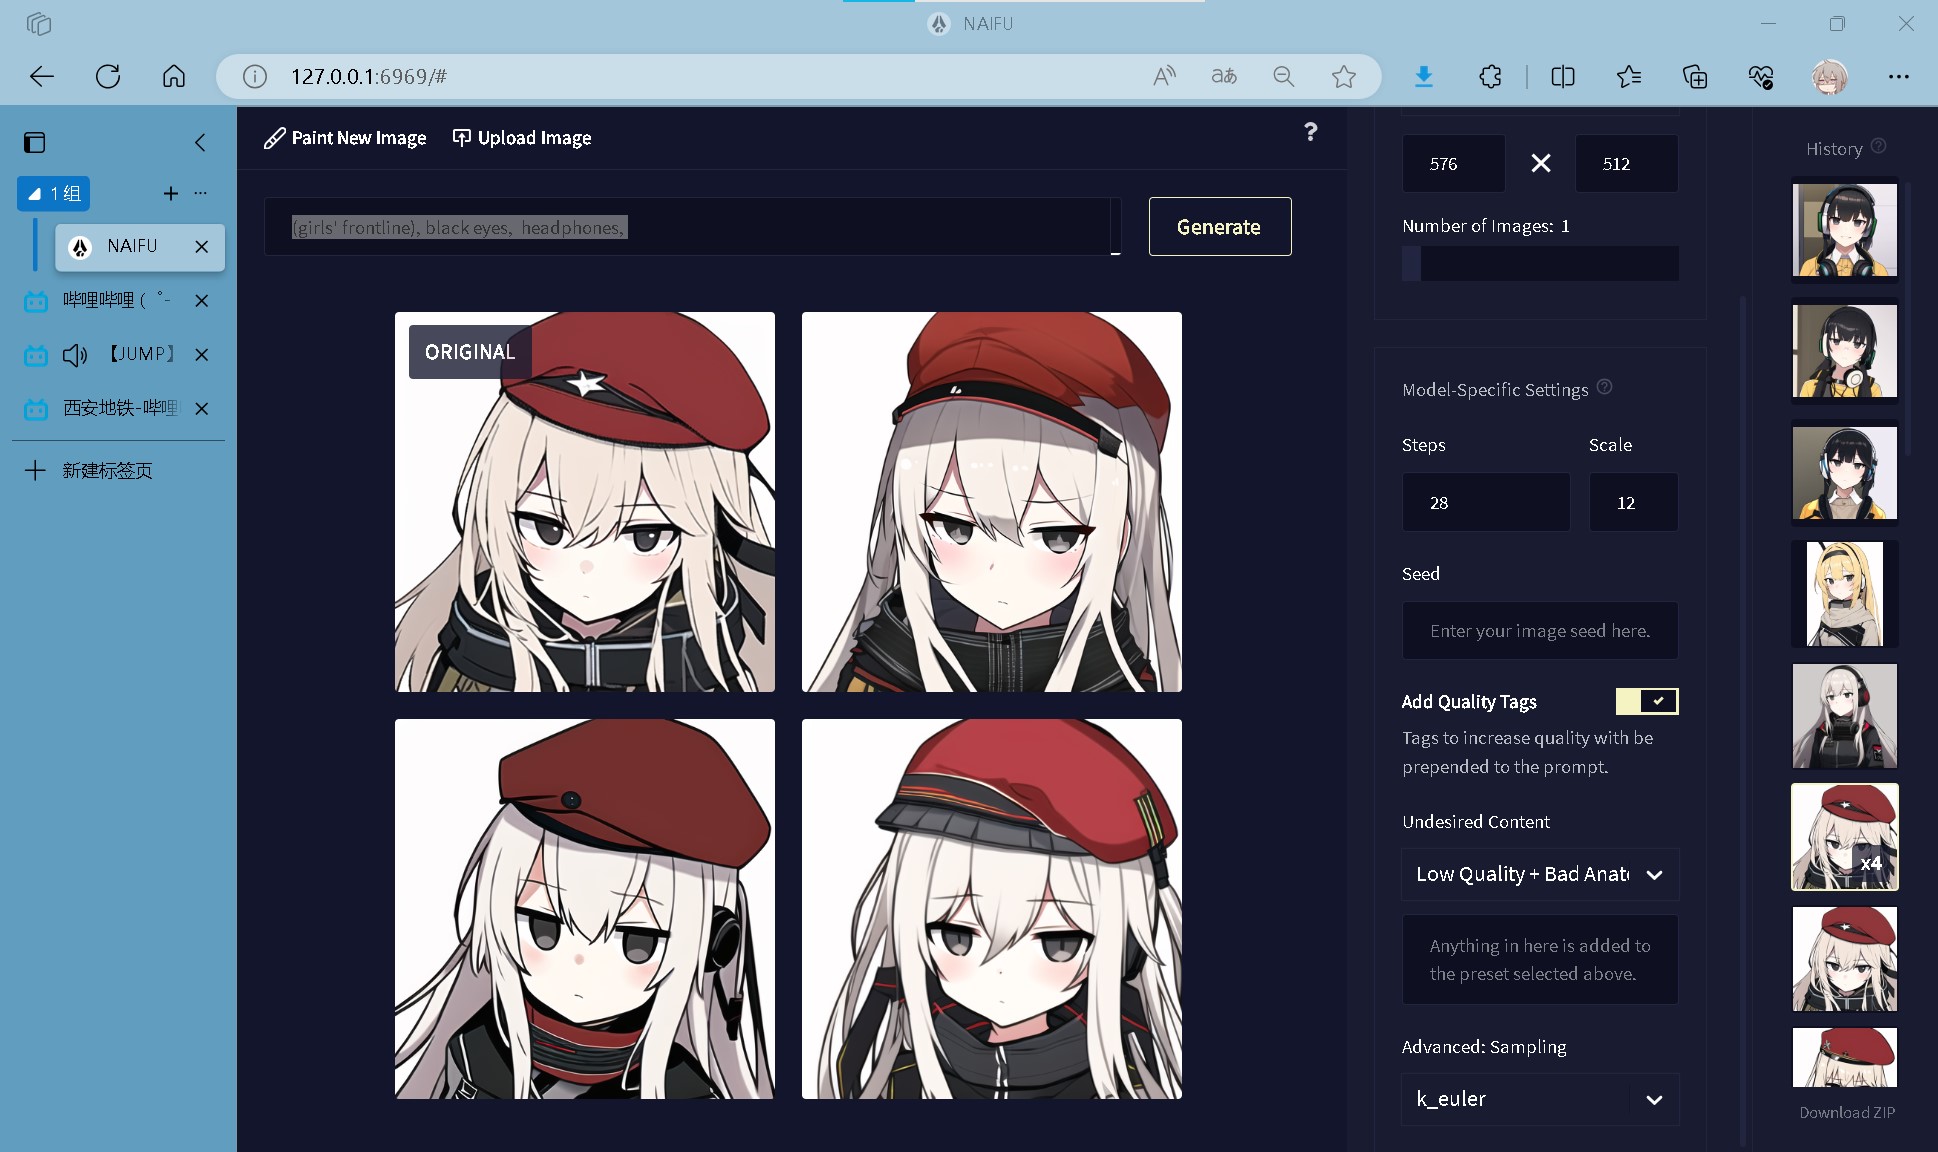 NAIFU
127.0.0.1:6969/#
aあ
1 组
NAIFU
哔哩哔哩 ( ゜-
【JUMP】
西安地铁-哔哩
新建标签页
Paint New Image
Upload Image
?
(girls' frontline), black eyes,  headphones,
Generate
ORIGINAL
576
512
Number of Images: 1
Model-Specific Settings
Steps
Scale
28
12
Seed
Enter your image seed here.
Add Quality Tags
Tags to increase quality with be
prepended to the prompt.
Undesired Content
Low Quality + Bad Anat
Anything in here is added to
the preset selected above.
Advanced: Sampling
k_euler
History
x4
Download ZIP